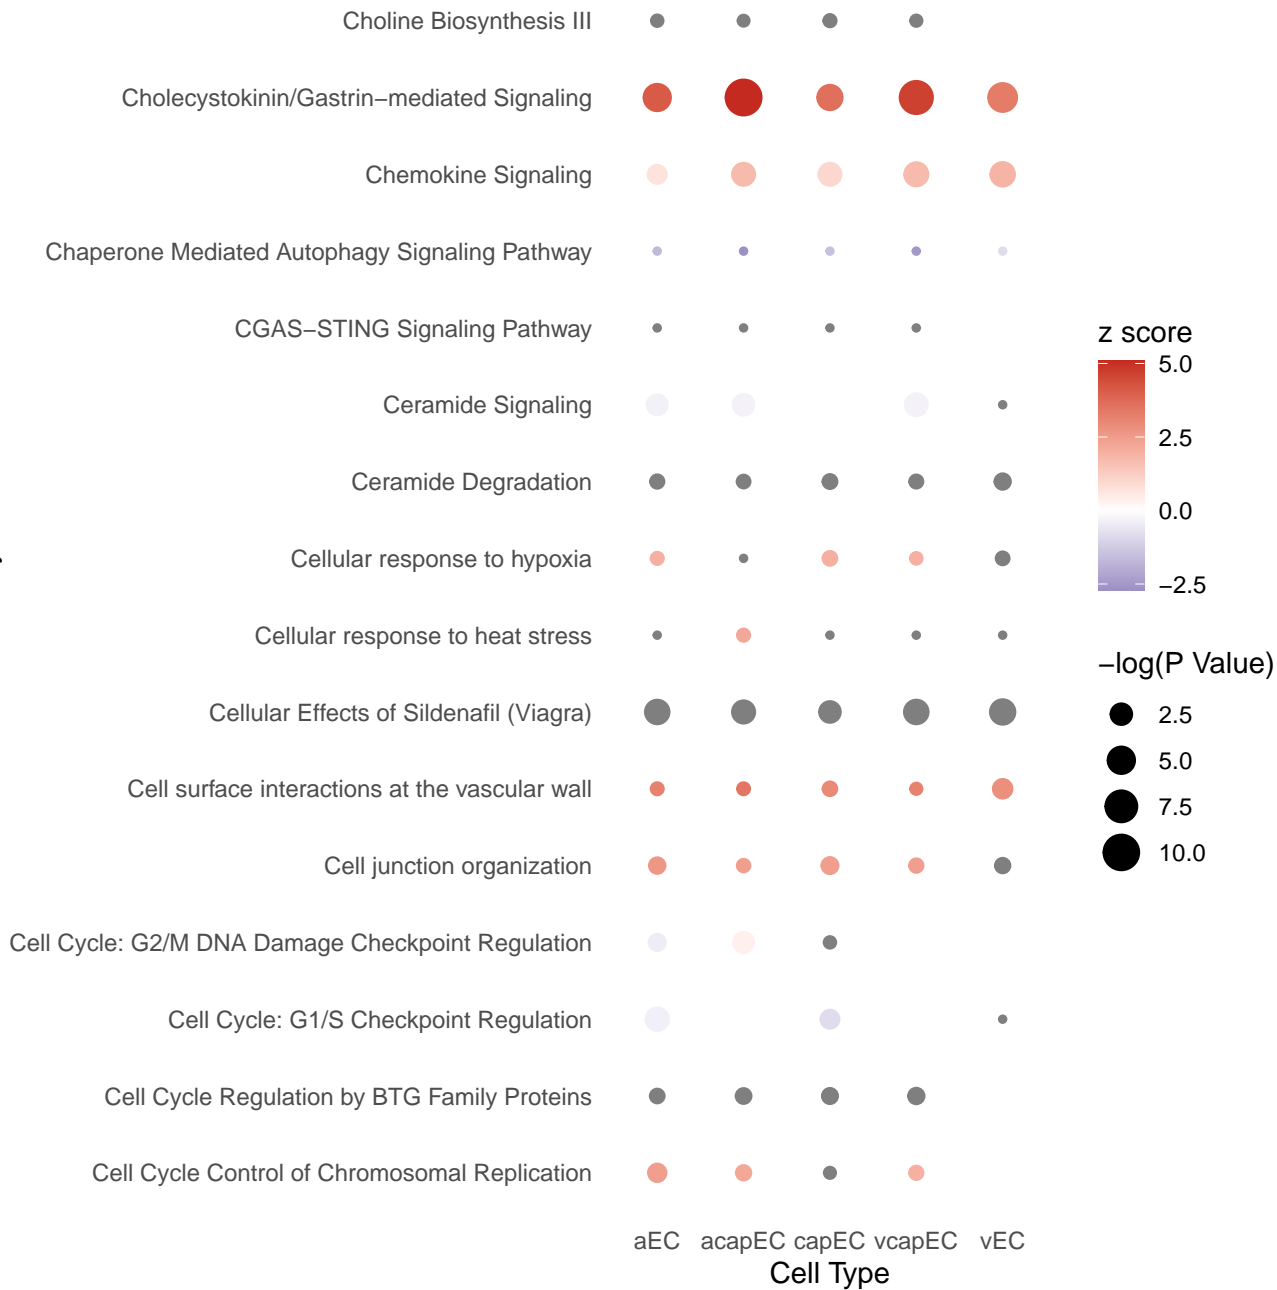 Choline Biosynthesis III
Cholecystokinin/Gastrin−mediated Signaling
Chemokine Signaling
Chaperone Mediated Autophagy Signaling Pathway
CGAS−STING Signaling Pathway
Ceramide Signaling
Ceramide Degradation
Cellular response to hypoxia
Cellular response to heat stress
Cellular Effects of Sildenafil (Viagra)
Cell surface interactions at the vascular wall
Cell junction organization
Cell Cycle: G2/M DNA Damage Checkpoint Regulation
Cell Cycle: G1/S Checkpoint Regulation
Cell Cycle Regulation by BTG Family Proteins
Cell Cycle Control of Chromosomal Replication
aEC acapEC capEC vcapEC vEC
Cell Type
z score
5.0
2.5
0.0
−2.5
−log(P Value)
2.5
5.0
7.5
10.0